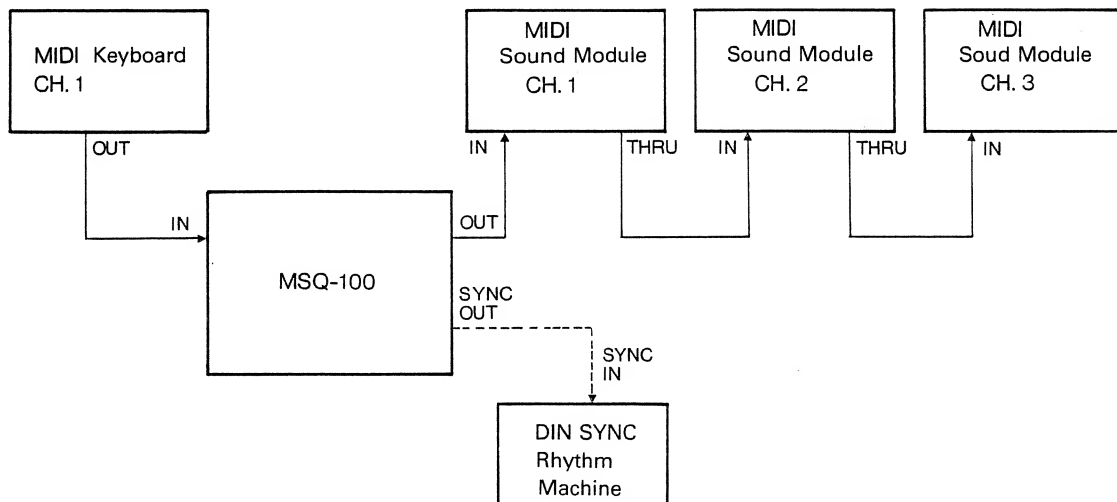 MIDI Keyboard
CH. 1
MIDI
Sound Module
CH. 1
MIDI
Sound Module
CH. 2
MIDI
Soud Module
CH. 3
OUT
IN
THRU
IN
THRU
IN
IN
OUT
MSQ-100
SYNC
OUT
SYNC
IN
DIN SYNC
Rhythm
Machine